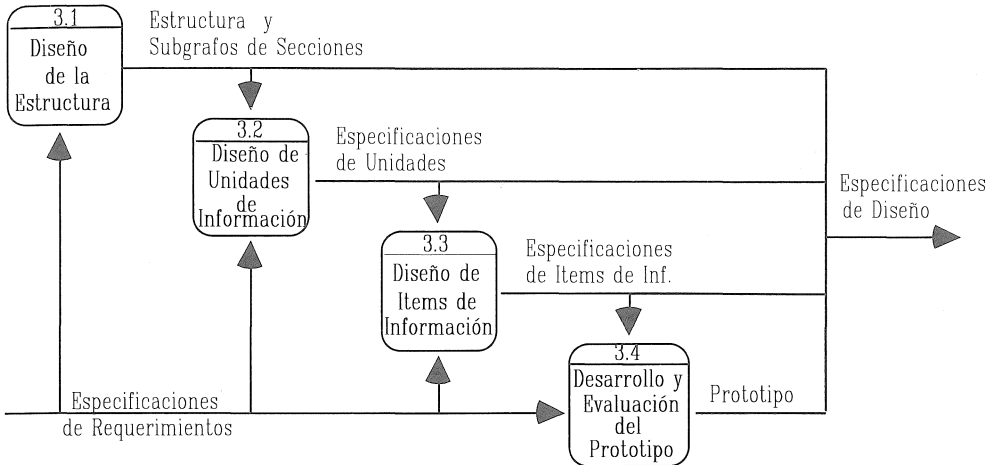 3.1
Diseño
de la
Estructura
Estructura y
Subgrafos de Secciones
3.2
Diseño de
Unidades
de
Información
Especificaciones
de Unidades
3.3
Diseño de
Items de
Información
Especificaciones
de Items de Inf.
3.4
Desarrollo y
Evaluación
del
Prototipo
Prototipo
Especificaciones
de Diseño
Especificaciones
de Requerimientos